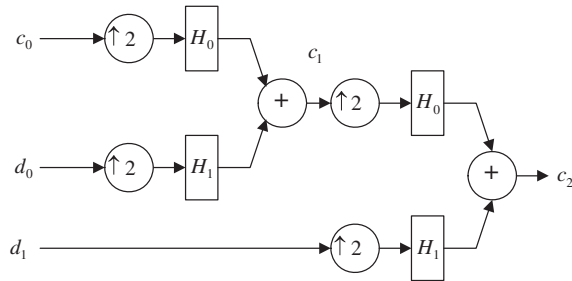 c₀ ↑2 H₀
c₁ ↑2 H₀
+
d₀ ↑2 H₁
+ c₂
d₁ ↑2 H₁